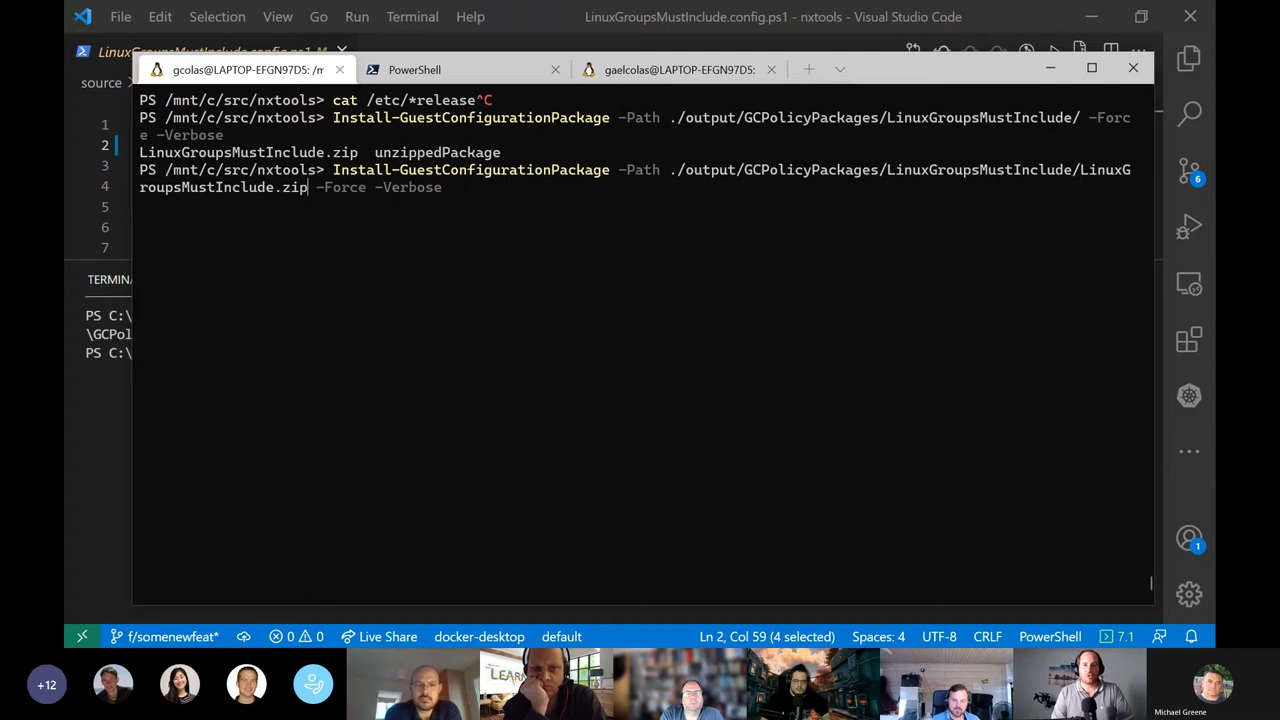 File Edit Selection View Go Run Terminal Help
LinuxGroupsMustInclude.config.ps1 - nxtools - Visual Studio Code
LinuxGroupsMustInclude.config.ps1 M
source
gcolas@LAPTOP-EFGN97D5: /m
PowerShell
gaelcolas@LAPTOP-EFGN97D5:
PS /mnt/c/src/nxtools> cat /etc/*release^C
PS /mnt/c/src/nxtools> Install-GuestConfigurationPackage -Path ./output/GCPolicyPackages/LinuxGroupsMustInclude/ -Forc
e -Verbose
LinuxGroupsMustInclude.zip unzippedPackage
PS /mnt/c/src/nxtools> Install-GuestConfigurationPackage -Path ./output/GCPolicyPackages/LinuxGroupsMustInclude/LinuxG
roupsMustInclude.zip -Force -Verbose
1
2
3
4
5
6
7
TERMINA
PS C:\
\GCPol
PS C:\
6
1
f/somenewfeat* 0 0 Live Share docker-desktop default Ln 2, Col 59 (4 selected) Spaces: 4 UTF-8 CRLF PowerShell 7.1
+12
LEARN
Michael Greene